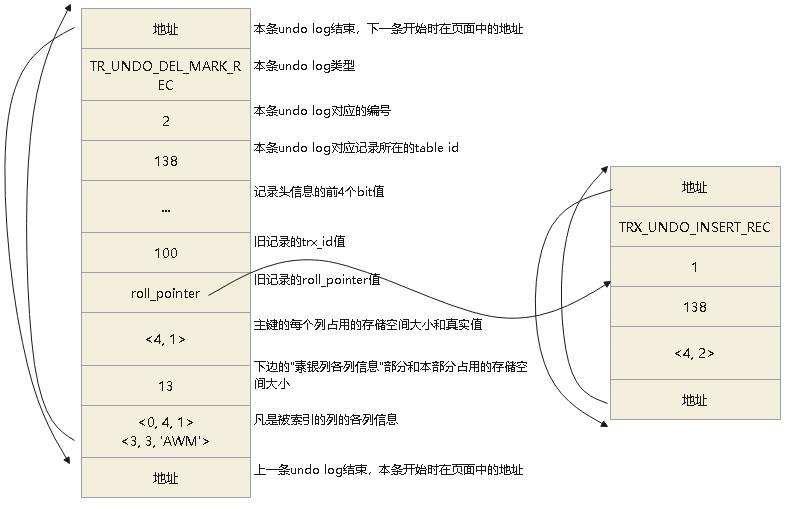 地址
本条undo log结束，下一条开始时在页面中的地址
TR_UNDO_DEL_MARK_R
EC
本条undo log类型
2
本条undo log对应的编号
138
本条undo log对应记录所在的table id
...
记录头信息的前4个bit值
100
旧记录的trx_id值
roll_pointer
旧记录的roll_pointer值
<4, 1>
主键的每个列占用的存储空间大小和真实值
13
下边的"素银列各列信息"部分和本部分占用的存储空
间大小
<0, 4, 1>
<3, 3, 'AWM'>
凡是被索引的列的各列信息
地址
上一条undo log结束，本条开始时在页面中的地址
地址
TRX_UNDO_INSERT_REC
1
138
<4, 2>
地址